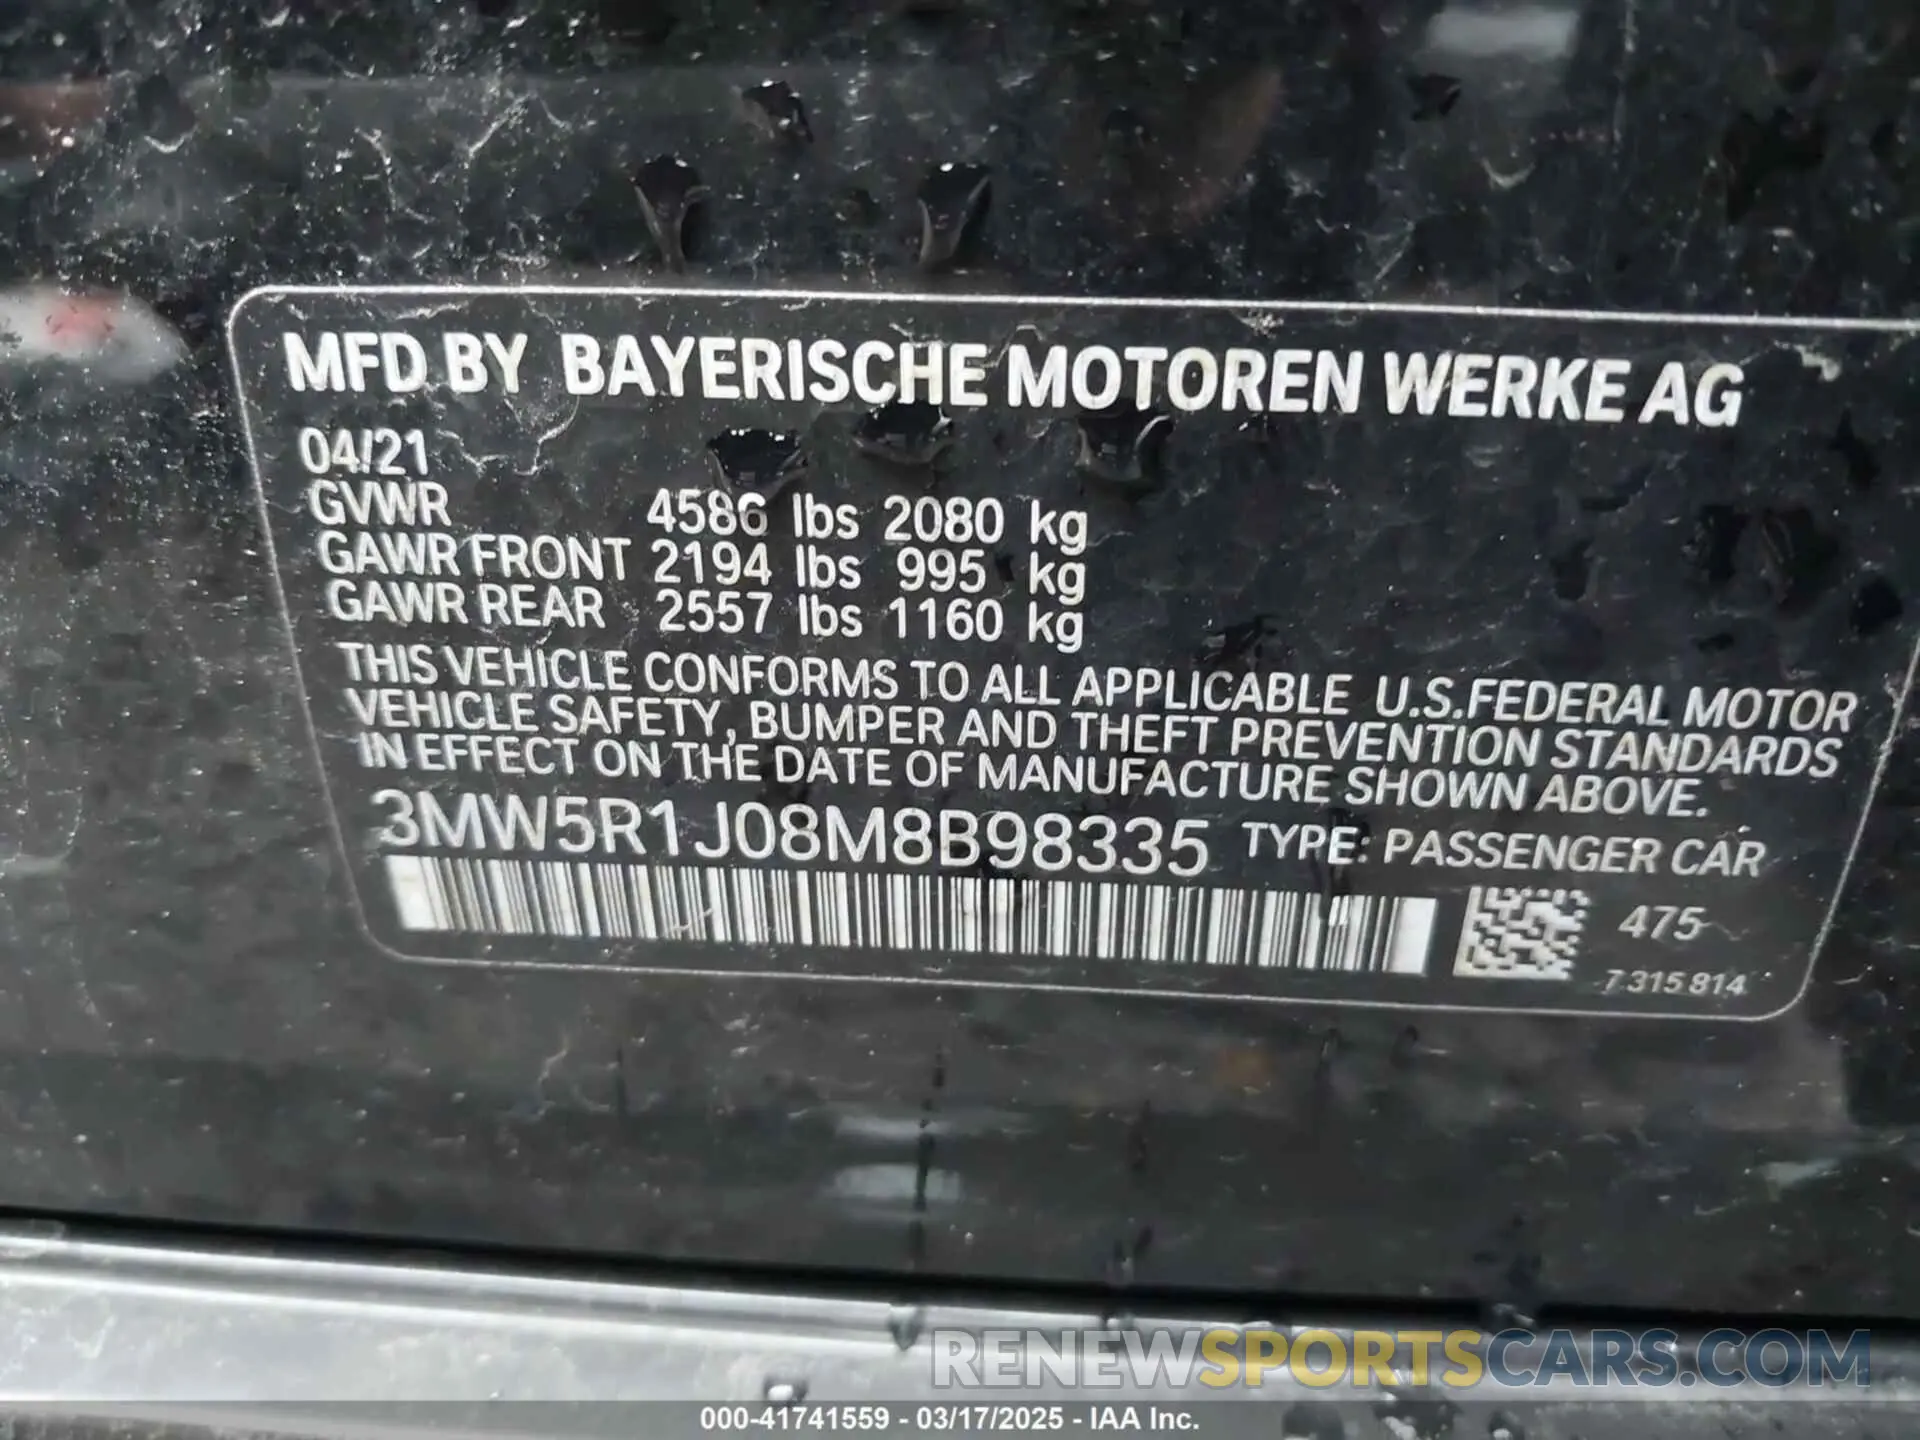 MFD BY BAYERISCHE MOTOREN WERKE AG
04/21
GVWR 4586 lbs 2080 kg
GAWR FRONT 2194 lbs 995 kg
GAWR REAR 2557 lbs 1160 kg
THIS VEHICLE CONFORMS TO ALL APPLICABLE U.S.FEDERAL MOTOR
VEHICLE SAFETY, BUMPER AND THEFT PREVENTION STANDARDS
IN EFFECT ON THE DATE OF MANUFACTURE SHOWN ABOVE.
3MW5R1J08M8B98335 TYPE: PASSENGER CAR
475
7 315 814
RENEWSPORTSCARS.COM
000-41741559 - 03/17/2025 - IAA Inc.